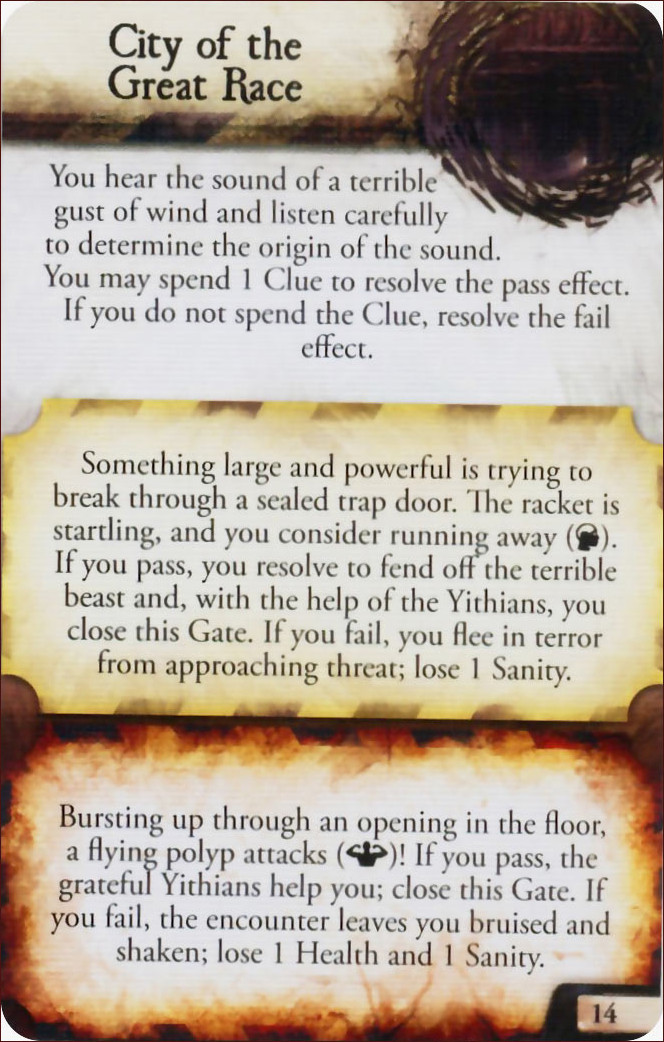 City of the
Great Race
You hear the sound of a terrible
gust of wind and listen carefully
to determine the origin of the sound.
You may spend 1 Clue to resolve the pass effect.
If you do not spend the Clue, resolve the fail
effect.
Something large and powerful is trying to
break through a sealed trap door. The racket is
startling, and you consider running away ( ).
If you pass, you resolve to fend off the terrible
beast and, with the help of the Yithians, you
close this Gate. If you fail, you flee in terror
from approaching threat; lose 1 Sanity.
Bursting up through an opening in the floor,
a flying polyp attacks ( )! If you pass, the
grateful Yithians help you; close this Gate. If
you fail, the encounter leaves you bruised and
shaken; lose 1 Health and 1 Sanity.
14